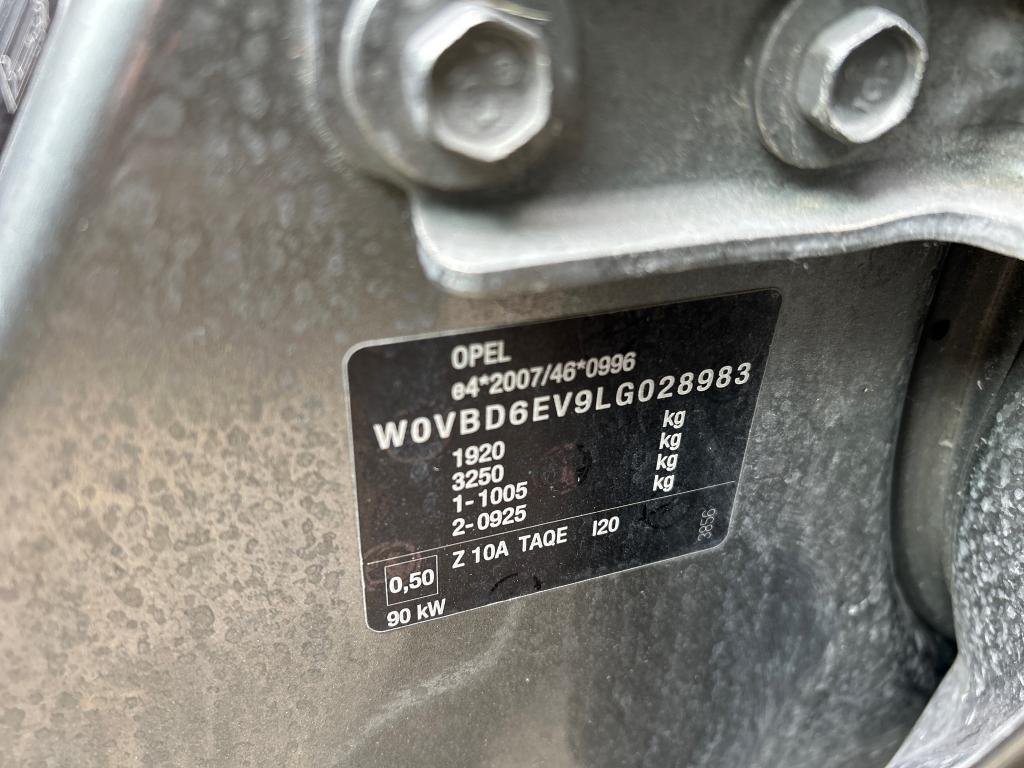 OPEL
e4*2007/46*0996
W0VBD6EV9LG028983
1920 kg
3250 kg
1-1005 kg
2-0925 kg
Z 10A TAQE I20
3856
0,50
90 kW